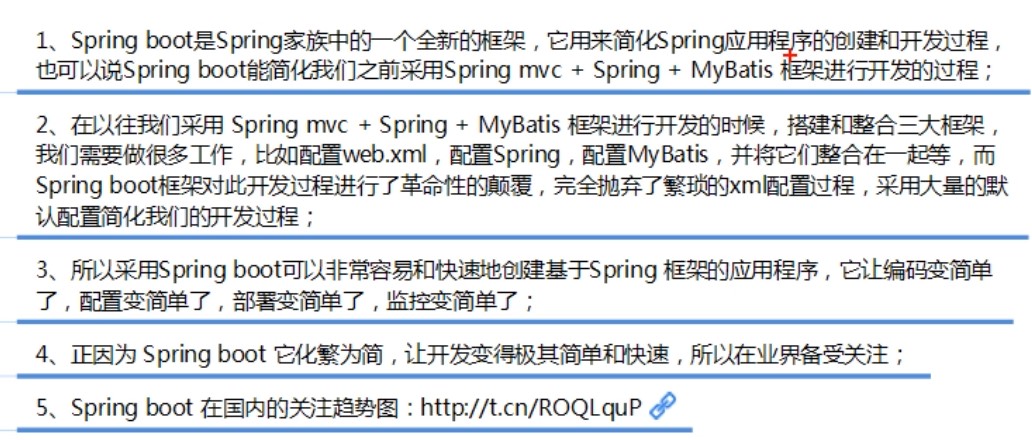 1、Spring boot是Spring家族中的一个全新的框架，它用来简化Spring应用程序的创建和开发过程，
也可以说Spring boot能简化我们之前采用Spring mvc + Spring + MyBatis 框架进行开发的过程；
2、在以往我们采用 Spring mvc + Spring + MyBatis 框架进行开发的时候，搭建和整合三大框架，
我们需要做很多工作，比如配置web.xml，配置Spring，配置MyBatis，并将它们整合在一起等，而
Spring boot框架对此开发过程进行了革命性的颠覆，完全抛弃了繁琐的xml配置过程，采用大量的默
认配置简化我们的开发过程；
3、所以采用Spring boot可以非常容易和快速地创建基于Spring 框架的应用程序，它让编码变简单
了，配置变简单了，部署变简单了，监控变简单了；
4、正因为 Spring boot 它化繁为简，让开发变得极其简单和快速，所以在业界备受关注；
5、Spring boot 在国内的关注趋势图：http://t.cn/ROQLquP